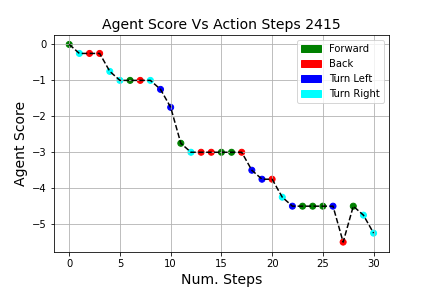 Agent Score Vs Action Steps 2415
Forward
Back
Turn Left
Turn Right
Agent Score
0
−1
−2
−3
−4
−5
0 5 10 15 20 25 30
Num. Steps